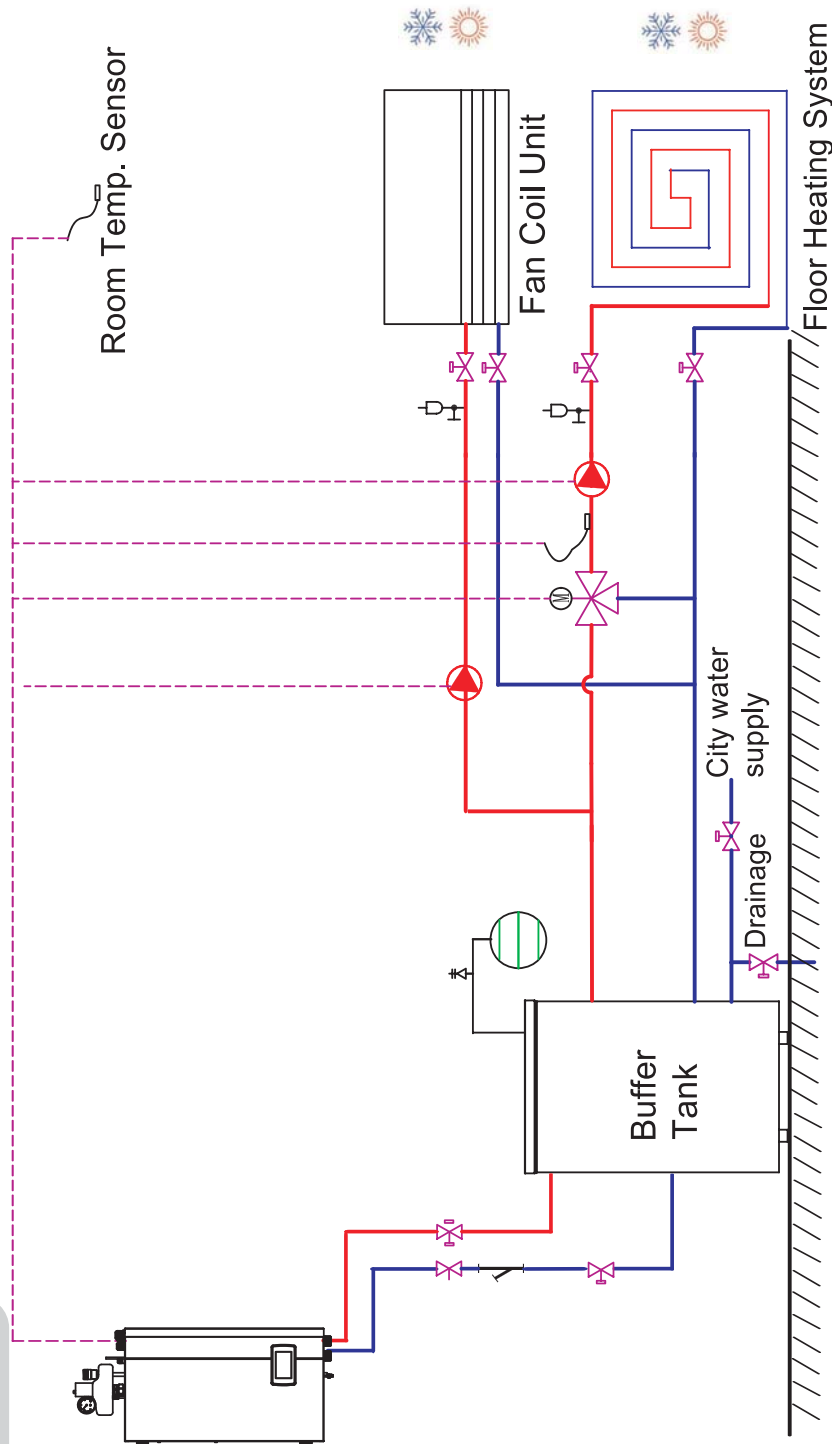 Room Temp. Sensor
Fan Coil Unit
Floor Heating System
M
City water
supply
Drainage
Buffer
Tank